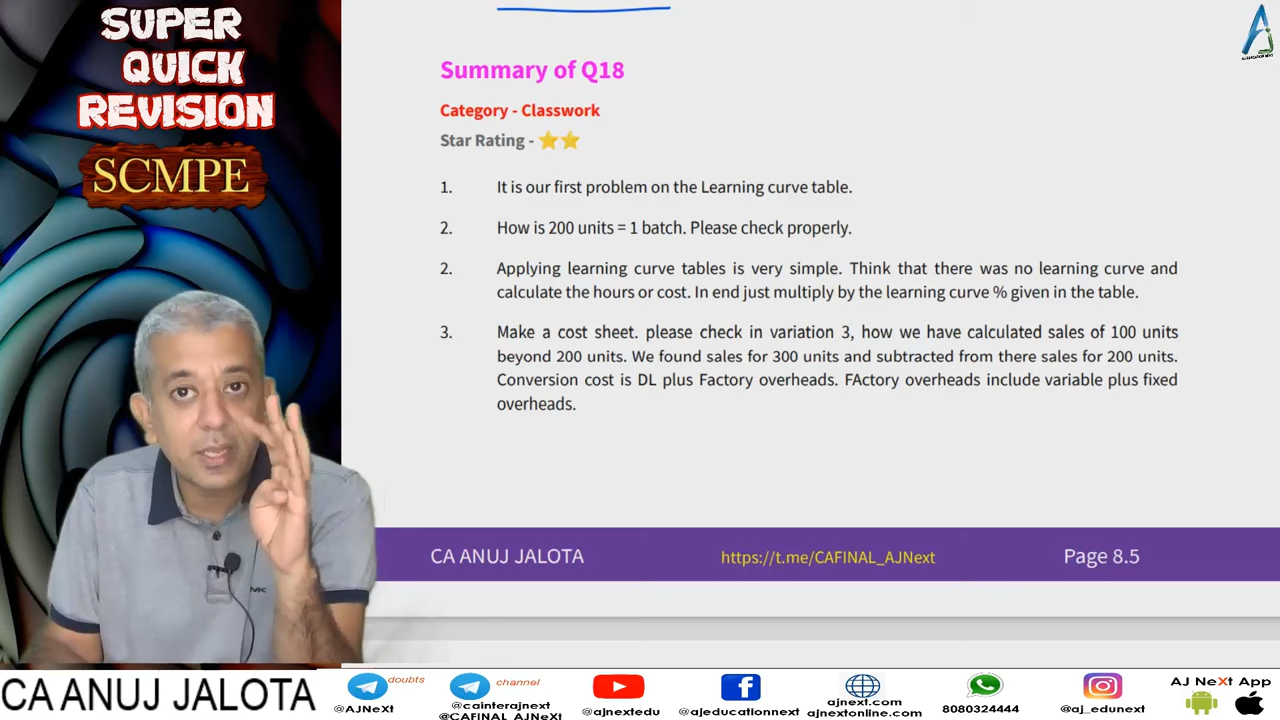 SUPER
QUICK
REVISION
SCMPE
Summary of Q18
Category - Classwork
Star Rating - ⭐⭐
1. It is our first problem on the Learning curve table.
2. How is 200 units = 1 batch. Please check properly.
2. Applying learning curve tables is very simple. Think that there was no learning curve and
calculate the hours or cost. In end just multiply by the learning curve % given in the table.
3. Make a cost sheet. please check in variation 3, how we have calculated sales of 100 units
beyond 200 units. We found sales for 300 units and subtracted from there sales for 200 units.
Conversion cost is DL plus Factory overheads. FActory overheads include variable plus fixed
overheads.
CA ANUJ JALOTA https://t.me/CAFINAL_AJNext Page 8.5
CA ANUJ JALOTA
doubts
@AJNeXt
channel
@cainterajnext
@CAFINAL_AJNeXt
@ajnextedu
@ajeducationnext
ajnext.com
ajnextonline.com
8080324444
@aj_edunext
AJ NeXt App